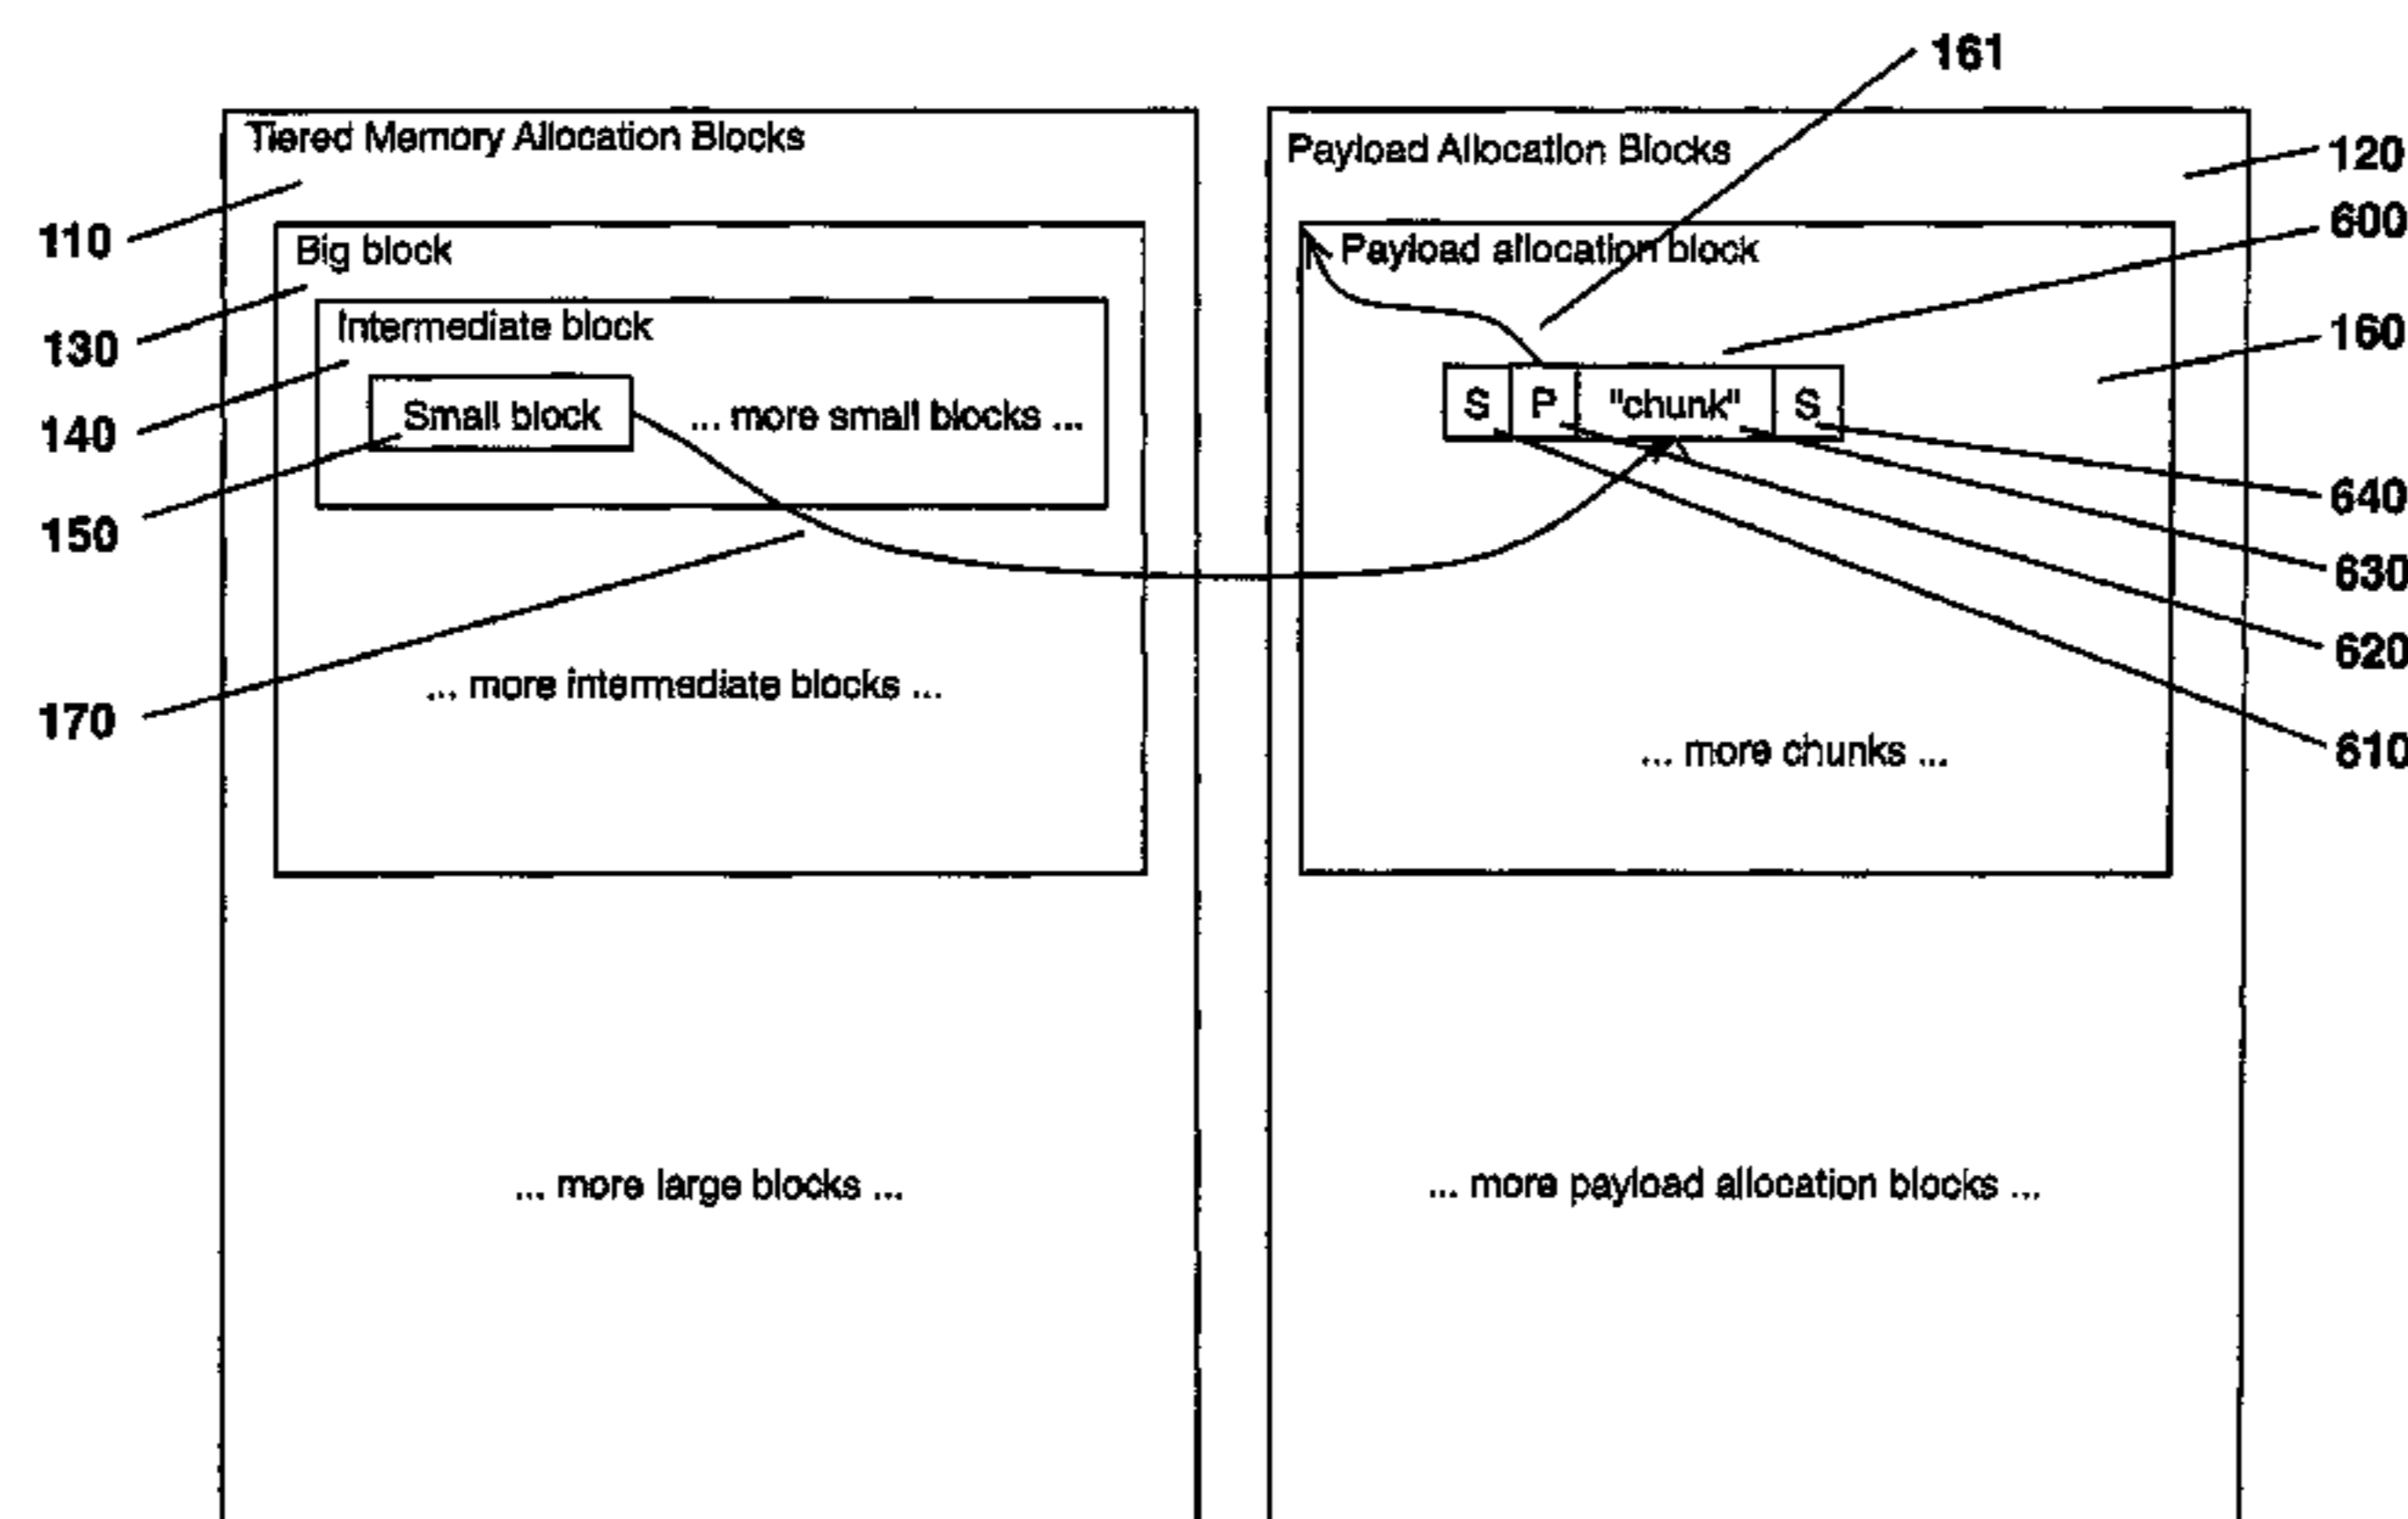 161
Tiered Memory Allocation Blocks
Payload Allocation Blocks
120
110
Big block
Payload allocation block
600
130
Intermediate block
160
140
Small block
... more small blocks ...
S
P
"chunk"
S
150
640
630
170
... more intermediate blocks ...
620
... more chunks ...
610
... more large blocks ...
... more payload allocation blocks ...